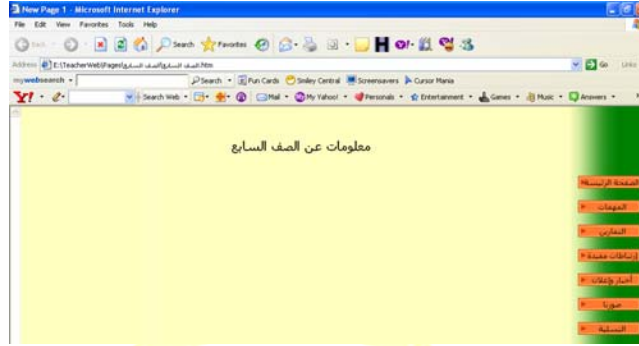 New Page 1 - Microsoft Internet Explorer
File Edit View Favorites Tools Help
Back Search Favorites
Address E:\TeacherWeb\Pages\الصف السابع\الصف السابع.htm Go Links
mywebsearch Search Fun Cards Smiley Central Screensavers Cursor Mania
Y! Search Web Mail My Yahoo! Personals Entertainment Games Music Answers
معلومات عن الصف السابع
الصفحة الرئيسية
المهمات
التمارين
إرتباطات مفيدة
أخبار وإعلانات
صورنا
التسلية